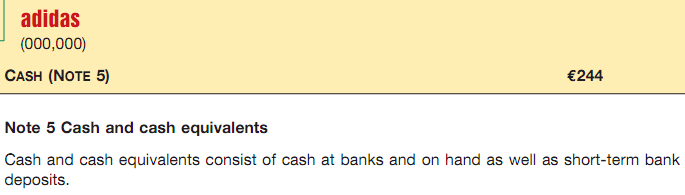 adidas
(000,000)
CASH (NOTE 5) €244
Note 5 Cash and cash equivalents
Cash and cash equivalents consist of cash at banks and on hand as well as short-term bank
deposits.